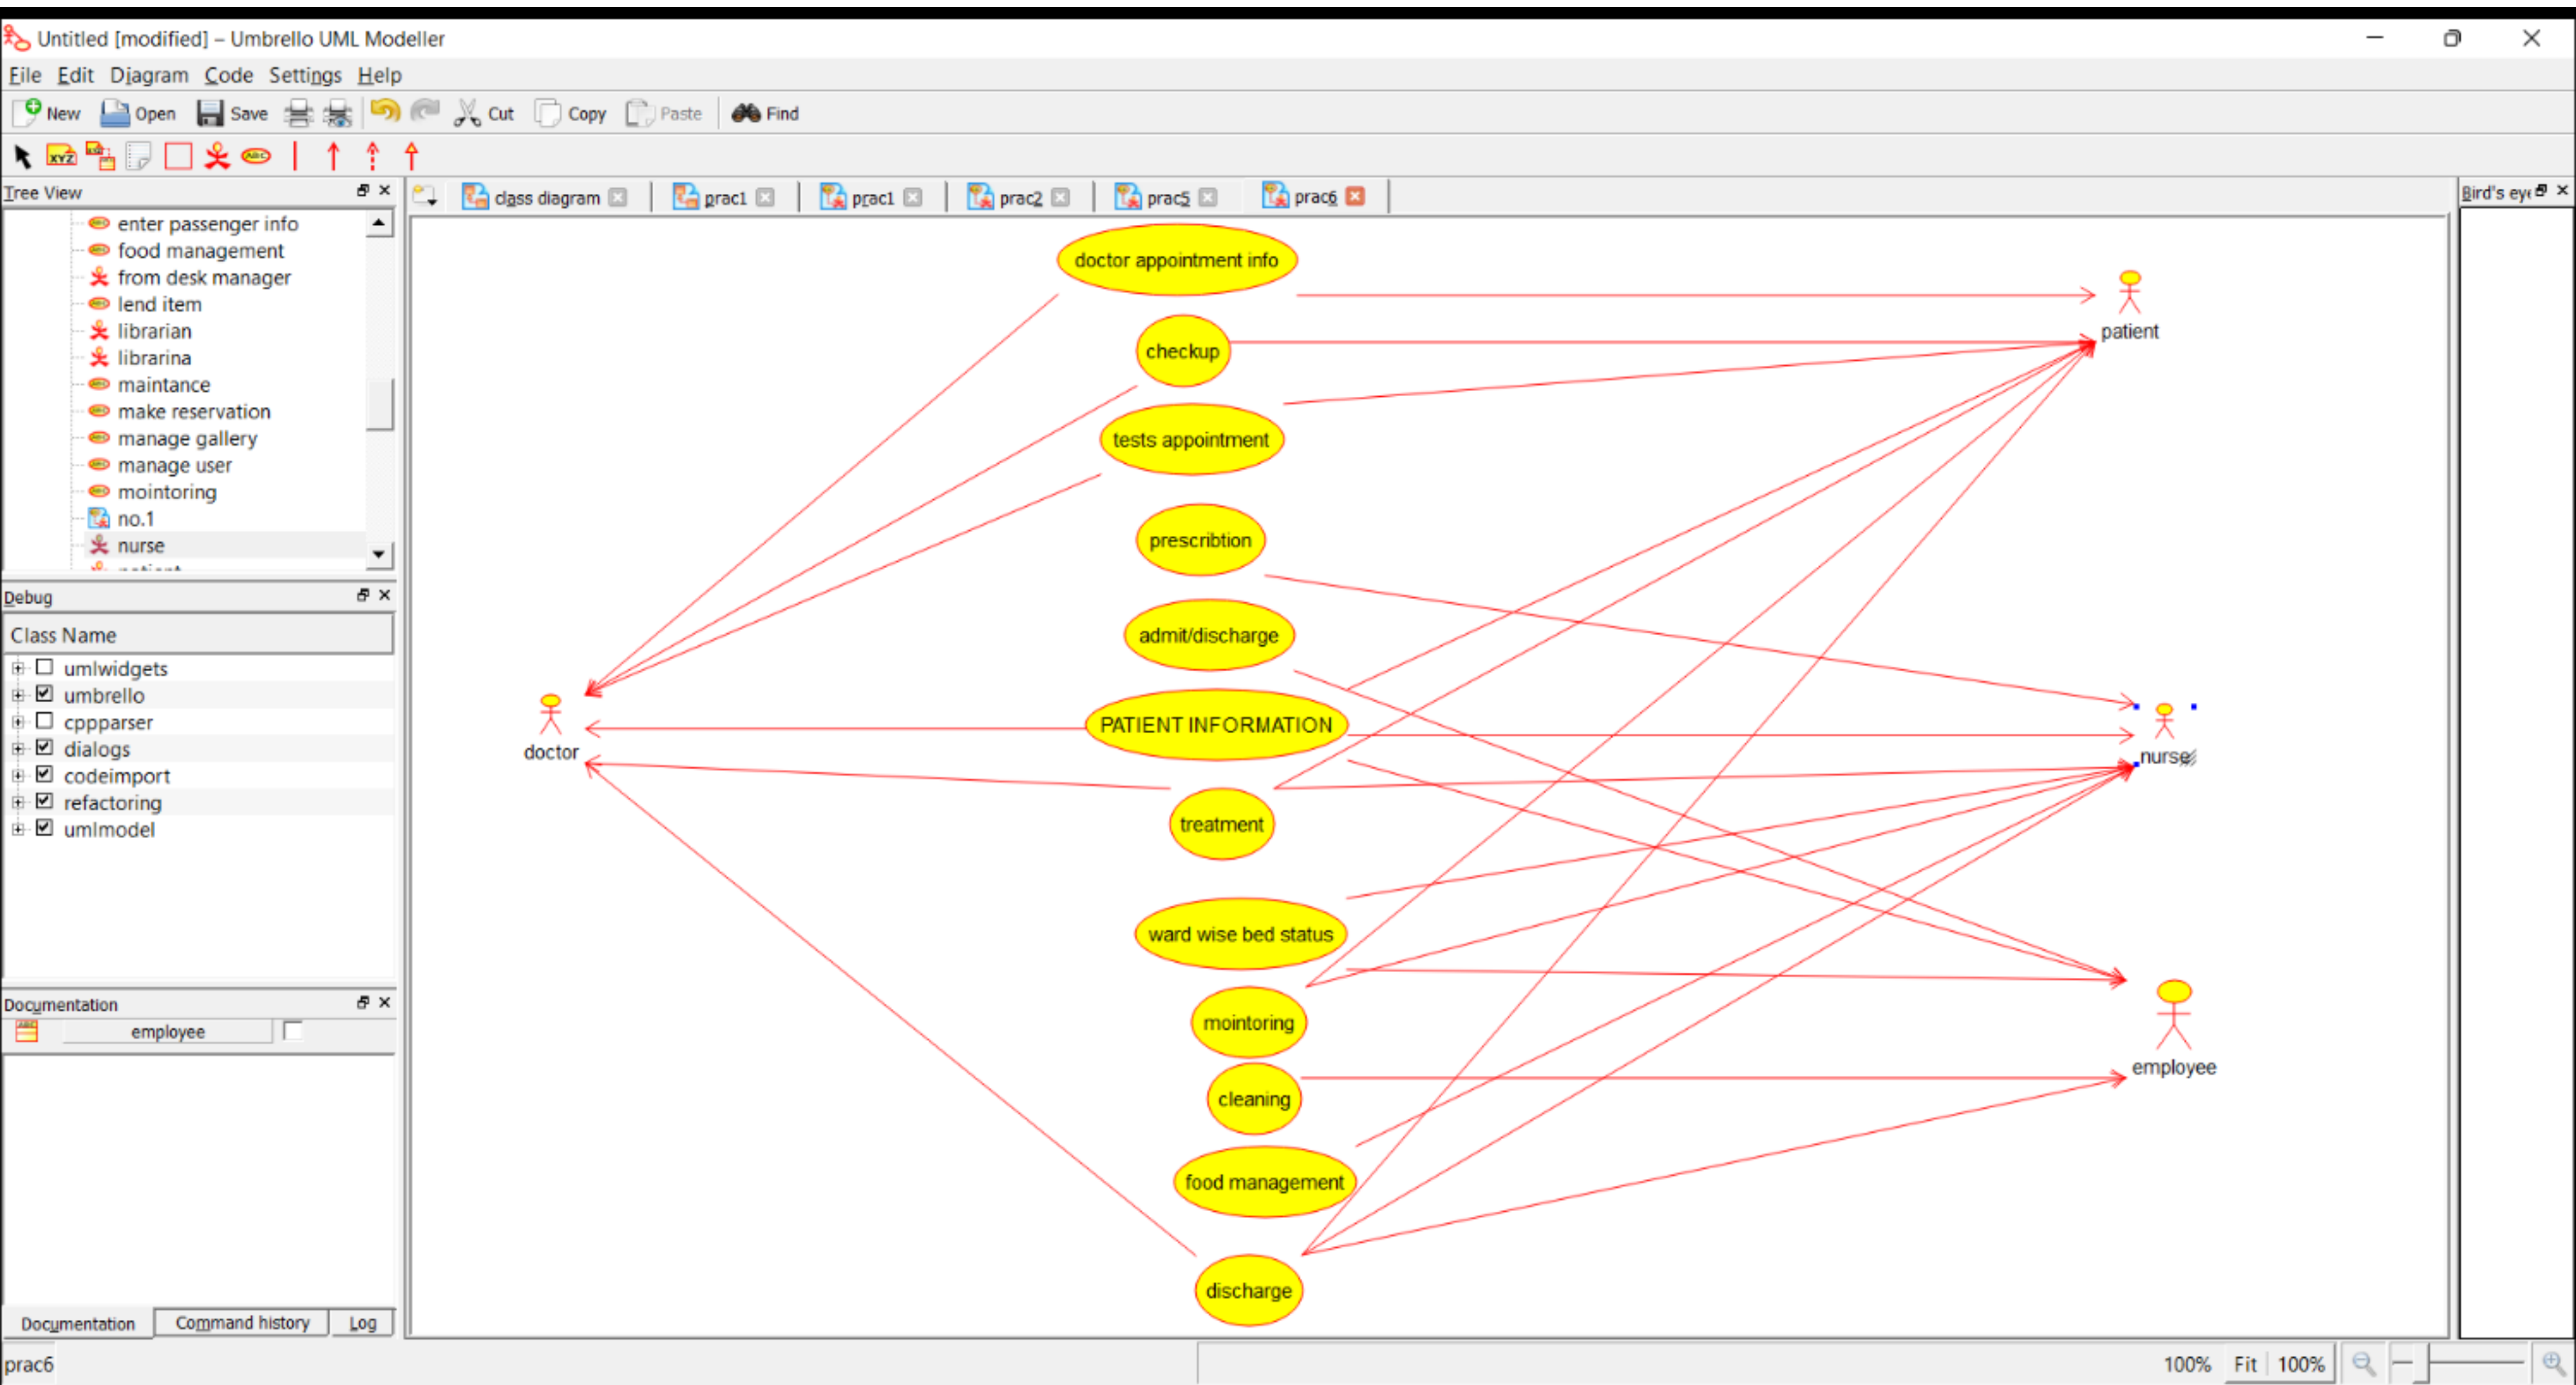 Untitled [modified] – Umbrello UML Modeller
File Edit Diagram Code Settings Help
New Open Save Cut Copy Paste Find
XYZ ABC
Tree View
enter passenger info
food management
from desk manager
lend item
librarian
librarina
maintance
make reservation
manage gallery
manage user
mointoring
no.1
nurse
Debug
Class Name
umlwidgets
umbrello
cppparser
dialogs
codeimport
refactoring
umlmodel
Documentation
employee
Documentation Command history Log
prac6
class diagram prac1 prac1 prac2 prac5 prac6
doctor appointment info
checkup
tests appointment
prescribtion
admit/discharge
PATIENT INFORMATION
treatment
ward wise bed status
mointoring
cleaning
food management
discharge
doctor
patient
nurse
employee
Bird's eye
100% Fit 100%